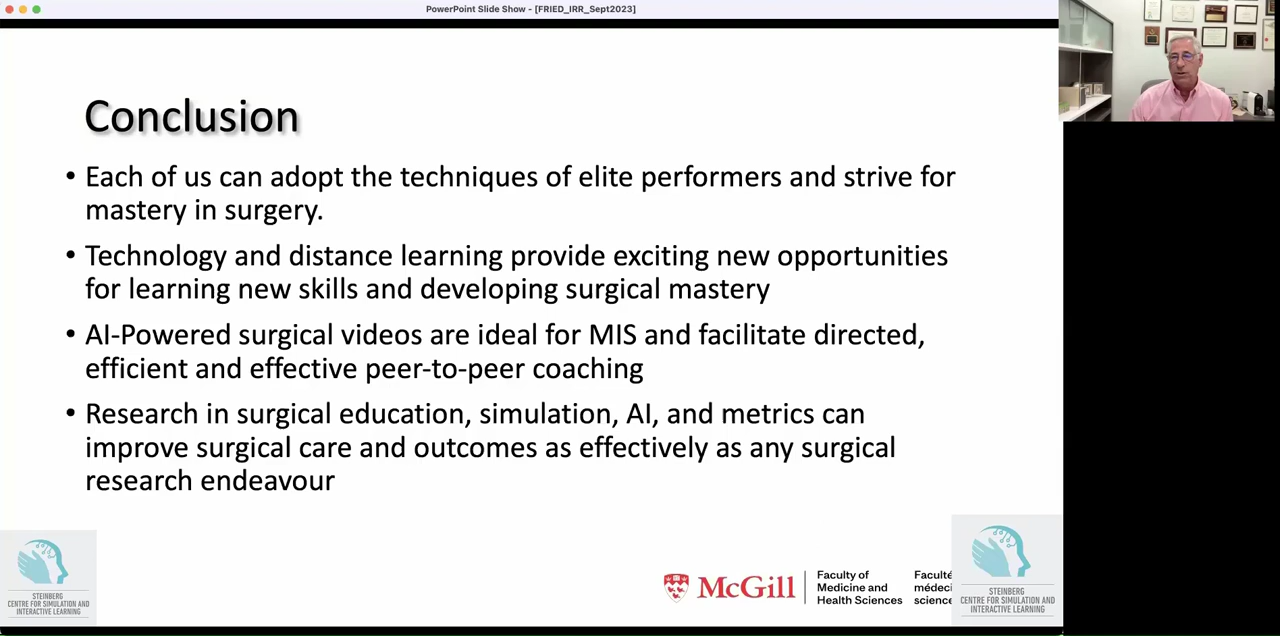 PowerPoint Slide Show - [FRIED_IRR_Sept2023]
Conclusion
• Each of us can adopt the techniques of elite performers and strive for
mastery in surgery.
• Technology and distance learning provide exciting new opportunities
for learning new skills and developing surgical mastery
• AI-Powered surgical videos are ideal for MIS and facilitate directed,
efficient and effective peer-to-peer coaching
• Research in surgical education, simulation, AI, and metrics can
improve surgical care and outcomes as effectively as any surgical
research endeavour
STEINBERG
CENTRE FOR SIMULATION AND
INTERACTIVE LEARNING
McGill
Faculty of
Medicine and
Health Sciences
Faculté
médeci
science
STEINBERG
CENTRE FOR SIMULATION AND
INTERACTIVE LEARNING